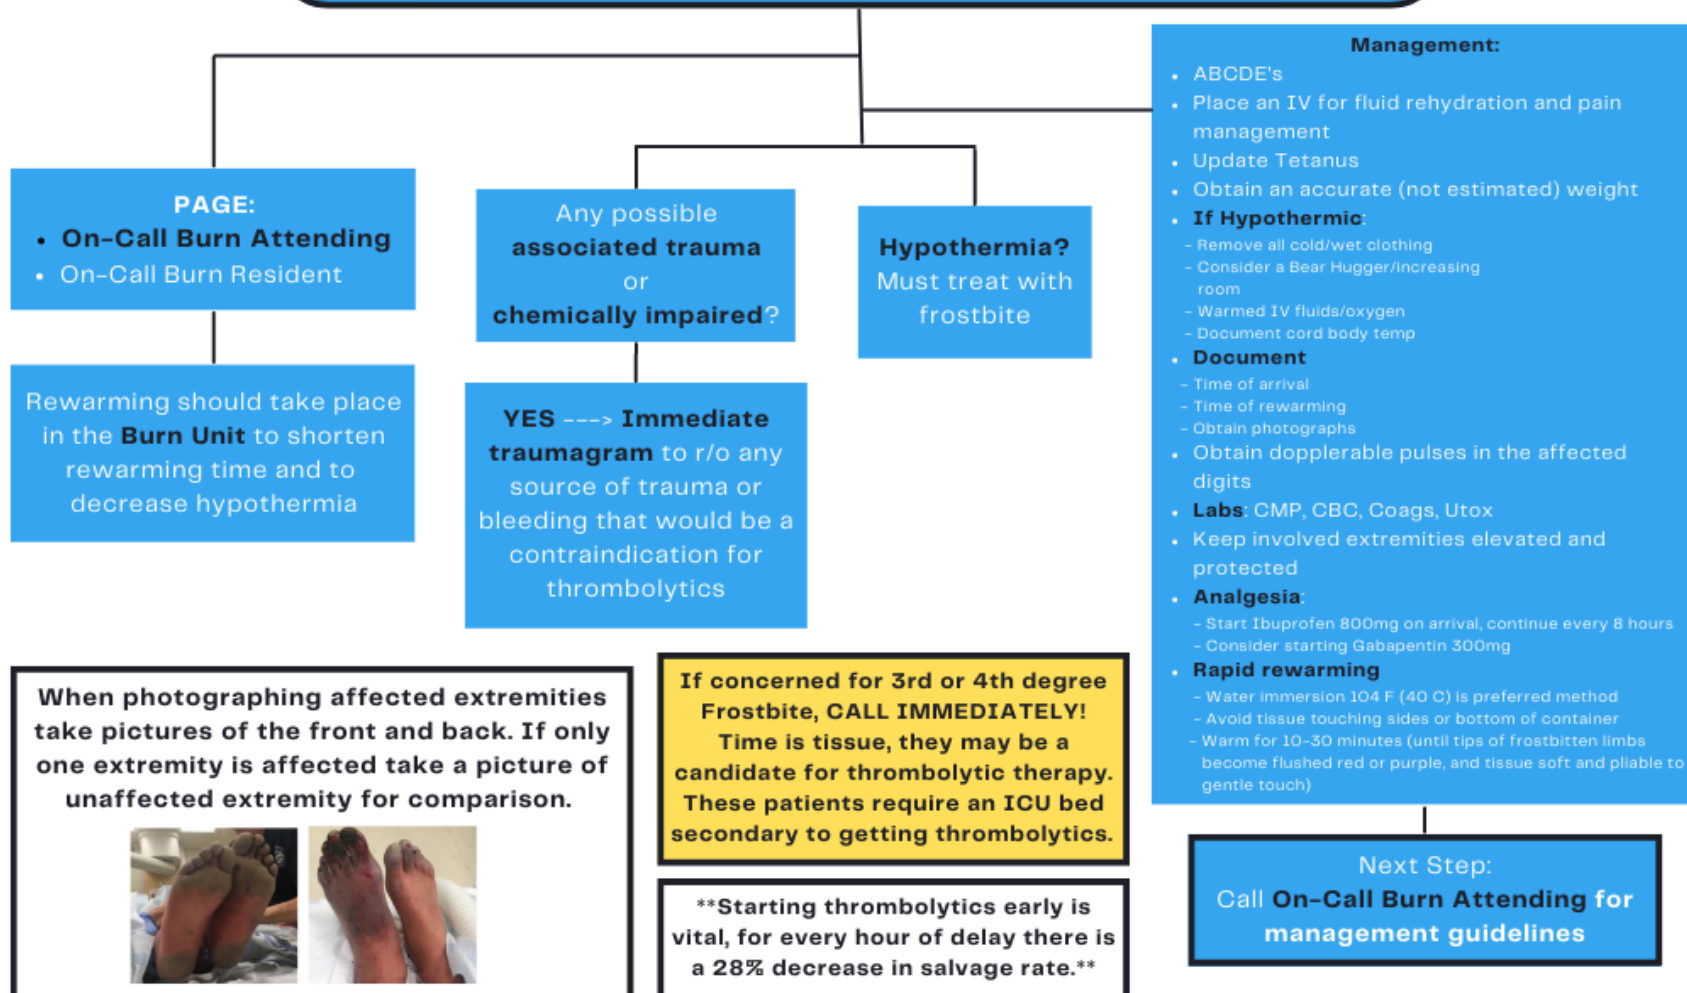 PAGE:
• On-Call Burn Attending
• On-Call Burn Resident
Rewarming should take place
in the Burn Unit to shorten
rewarming time and to
decrease hypothermia
Any possible
associated trauma
or
chemically impaired?
YES ---> Immediate
traumagram to r/o any
source of trauma or
bleeding that would be a
contraindication for
thrombolytics
Hypothermia?
Must treat with
frostbite
Management:
• ABCDE's
• Place an IV for fluid rehydration and pain
management
• Update Tetanus
• Obtain an accurate (not estimated) weight
• If Hypothermic:
- Remove all cold/wet clothing
- Consider a Bear Hugger/increasing
room
- Warmed IV fluids/oxygen
- Document cord body temp
• Document
- Time of arrival
- Time of rewarming
- Obtain photographs
• Obtain dopplerable pulses in the affected
digits
• Labs: CMP, CBC, Coags, Utox
• Keep involved extremities elevated and
protected
• Analgesia:
- Start Ibuprofen 800mg on arrival, continue every 8 hours
- Consider starting Gabapentin 300mg
• Rapid rewarming
- Water immersion 104 F (40 C) is preferred method
- Avoid tissue touching sides or bottom of container
- Warm for 10-30 minutes (until tips of frostbitten limbs
become flushed red or purple, and tissue soft and pliable to
gentle touch)
Next Step:
Call On-Call Burn Attending for
management guidelines
When photographing affected extremities
take pictures of the front and back. If only
one extremity is affected take a picture of
unaffected extremity for comparison.
If concerned for 3rd or 4th degree
Frostbite, CALL IMMEDIATELY!
Time is tissue, they may be a
candidate for thrombolytic therapy.
These patients require an ICU bed
secondary to getting thrombolytics.
**Starting thrombolytics early is
vital, for every hour of delay there is
a 28% decrease in salvage rate.**